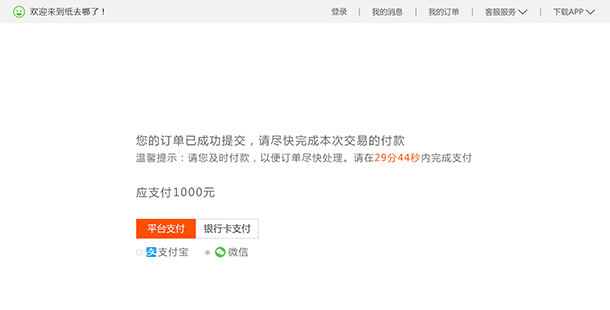 欢迎来到纸去哪了！ 登录 | 我的消息 | 我的订单 | 客服服务 | 下载APP
您的订单已成功提交，请尽快完成本次交易的付款
温馨提示：请您及时付款，以便订单尽快处理。请在29分44秒内完成支付
应支付1000元
平台支付 银行卡支付
支付宝 微信